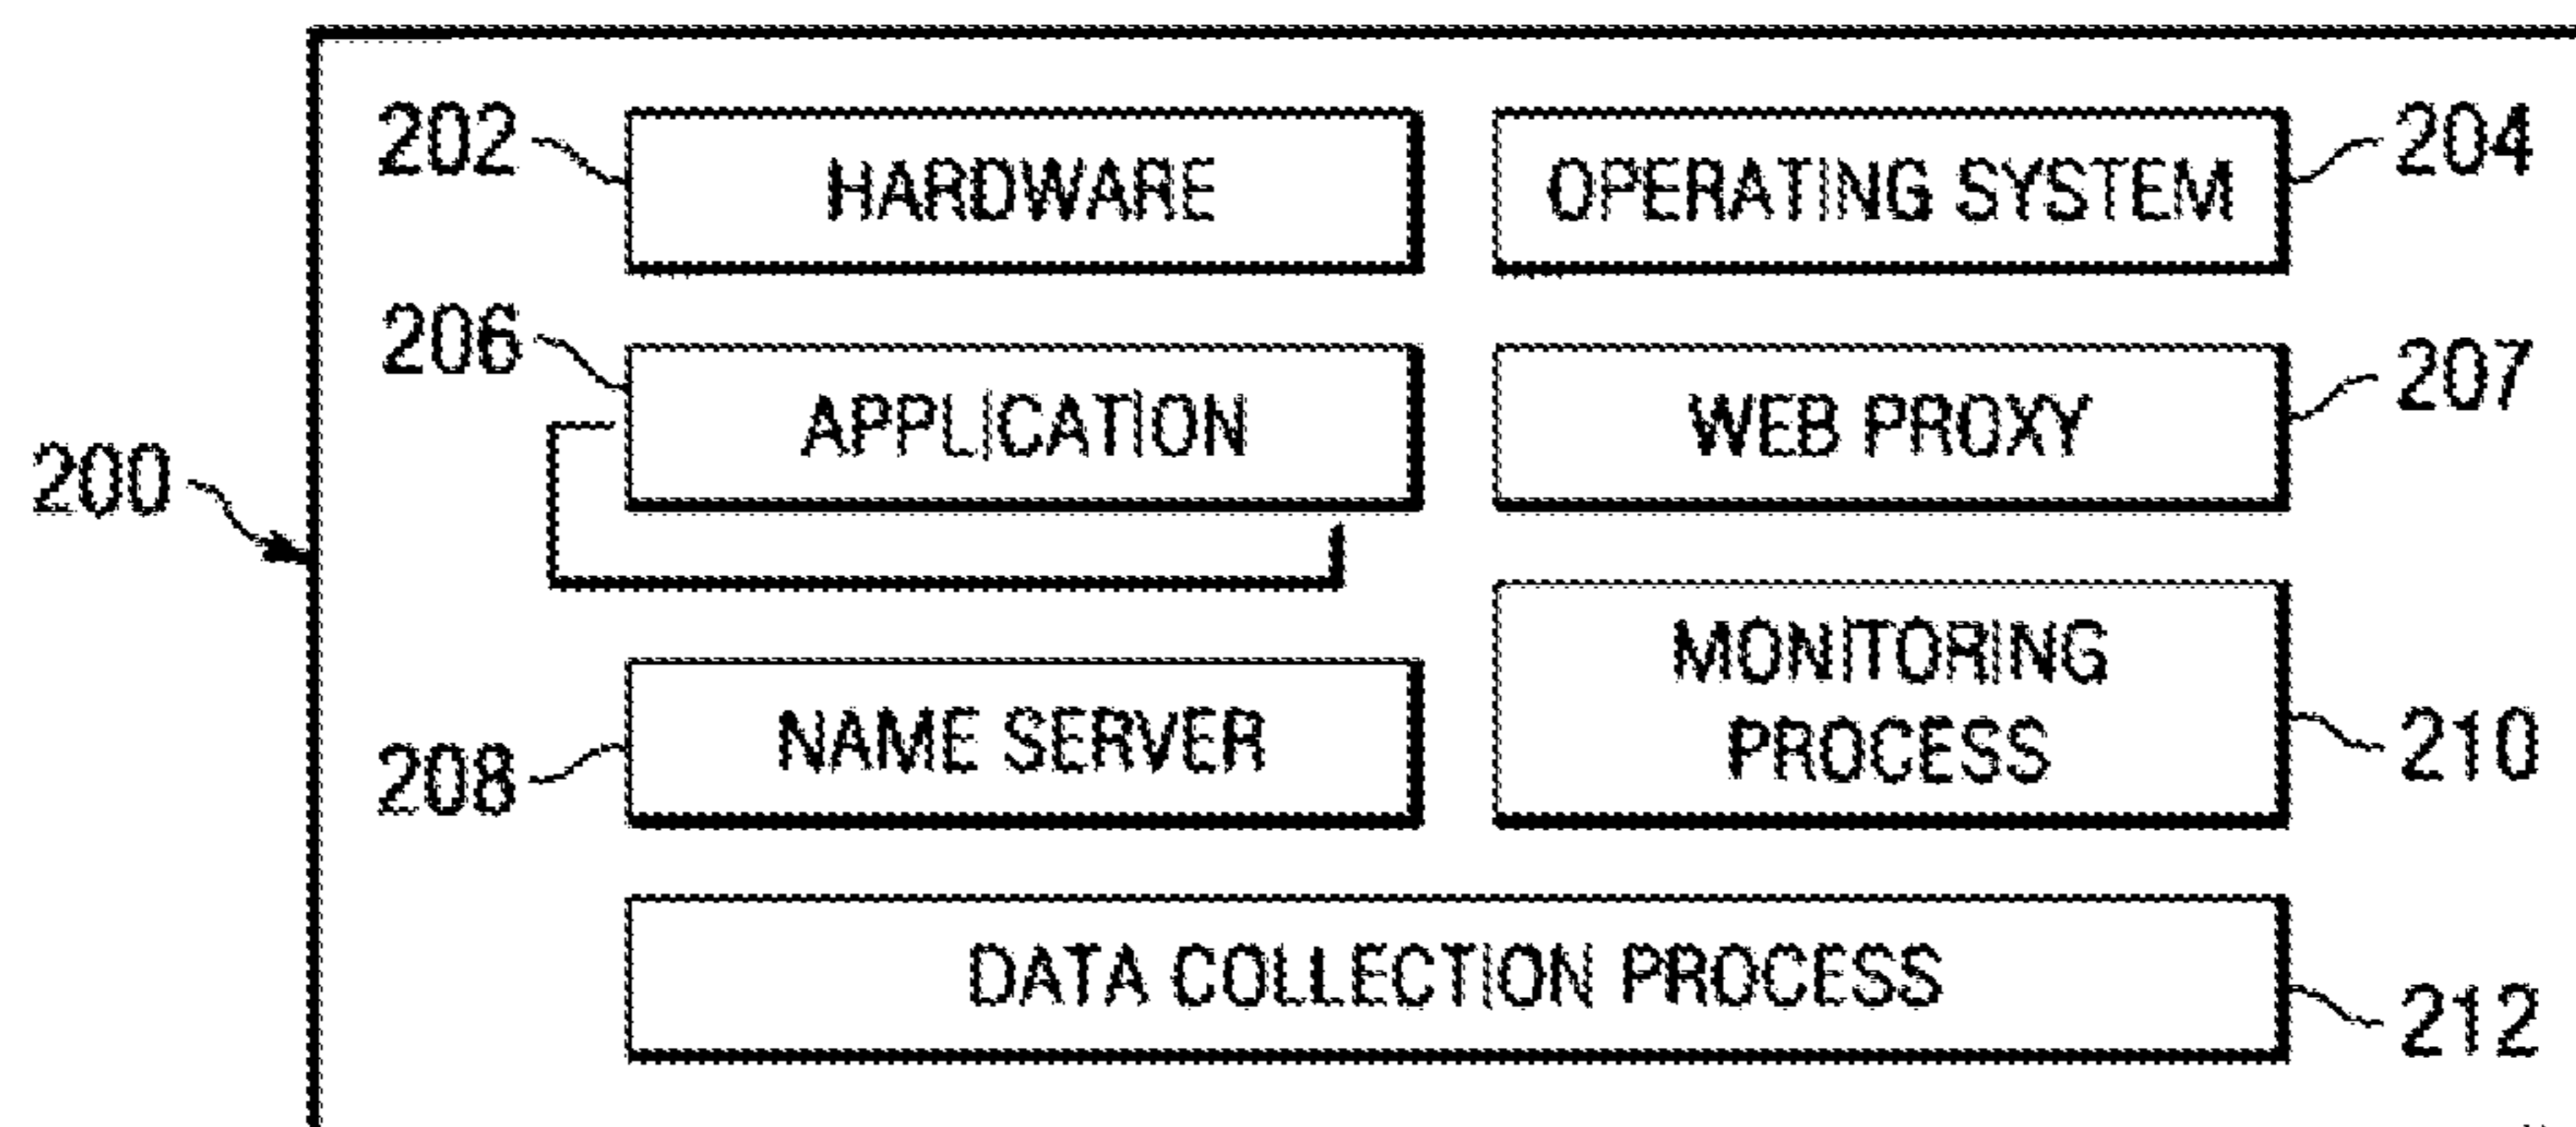 202 HARDWARE OPERATING SYSTEM 204
206 APPLICATION WEB PROXY 207
200
MONITORING
208 NAME SERVER PROCESS 210
DATA COLLECTION PROCESS 212